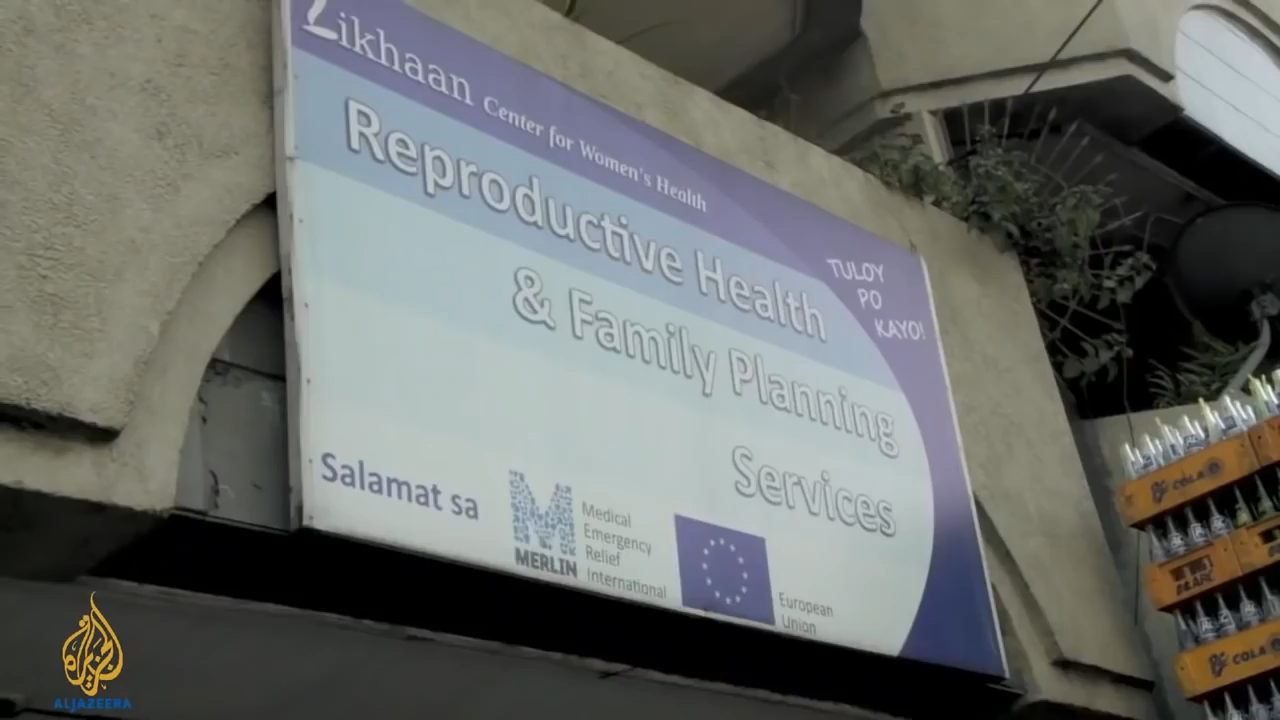 Likhaan Center for Women's Health
Reproductive Health
& Family Planning
Services
TULOY
PO
KAYO!
Salamat sa
MERLIN
Medical
Emergency
Relief
International
European
Union
COLA
COLA
الجزيرة
ALJAZEERA